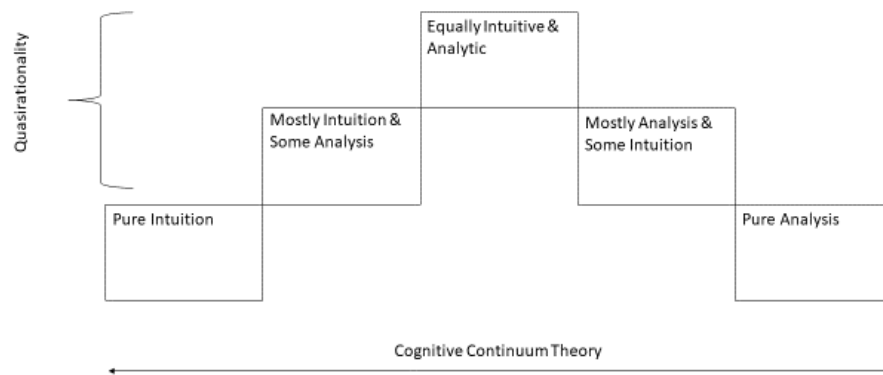 Quasirationality
Equally Intuitive &
Analytic
Mostly Intuition &
Some Analysis
Mostly Analysis &
Some Intuition
Pure Intuition
Pure Analysis
Cognitive Continuum Theory